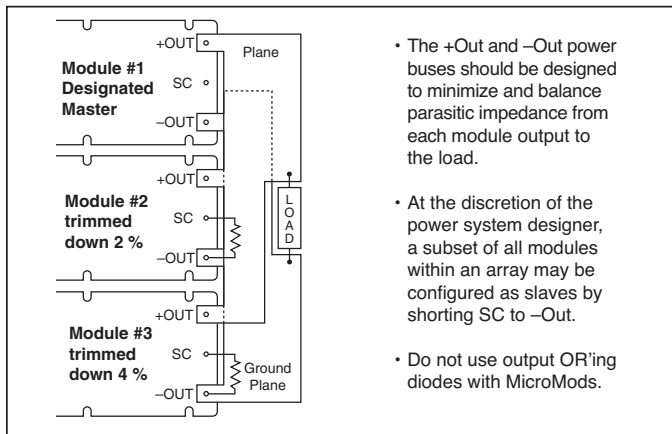 +OUT
Plane
Module #1
Designated
Master
SC
–OUT
+OUT
Module #2
trimmed
down 2 %
SC
–OUT
LOAD
+OUT
Module #3
trimmed
down 4 %
SC
Ground
Plane
–OUT
• The +Out and –Out power
buses should be designed
to minimize and balance
parasitic impedance from
each module output to
the load.
• At the discretion of the
power system designer,
a subset of all modules
within an array may be
configured as slaves by
shorting SC to –Out.
• Do not use output OR'ing
diodes with MicroMods.